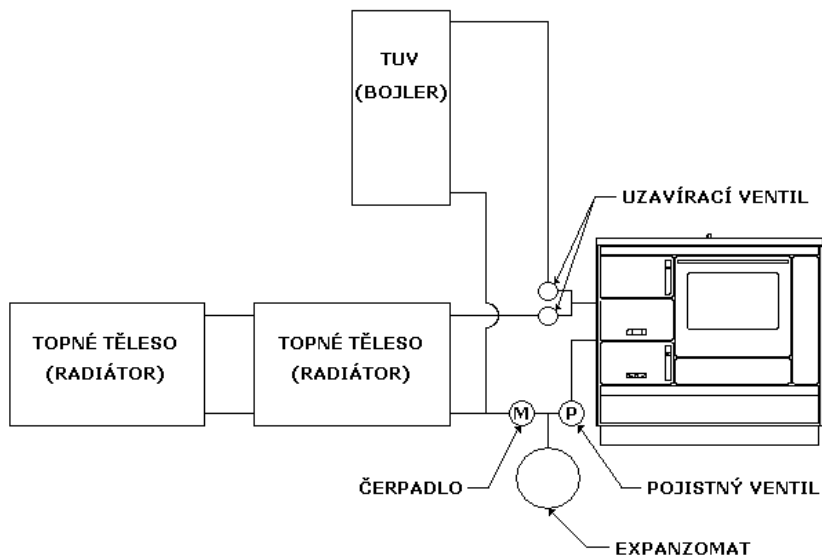 TUV
(BOJLER)
UZAVÍRACÍ VENTIL
TOPNÉ TĚLESO
(RADIÁTOR)
TOPNÉ TĚLESO
(RADIÁTOR)
M
P
ČERPADLO
POJISTNÝ VENTIL
EXPANZOMAT